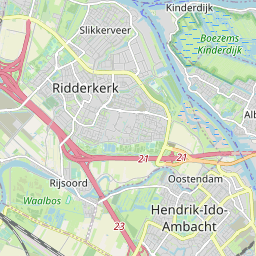 Kinderdijk
Slikkerveer
Boezems
Kinderdijk
Ridderkerk
Alb
21
21
Rijsoord
Oostendam
Waalbos
Hendrik-Ido-
Ambacht
23